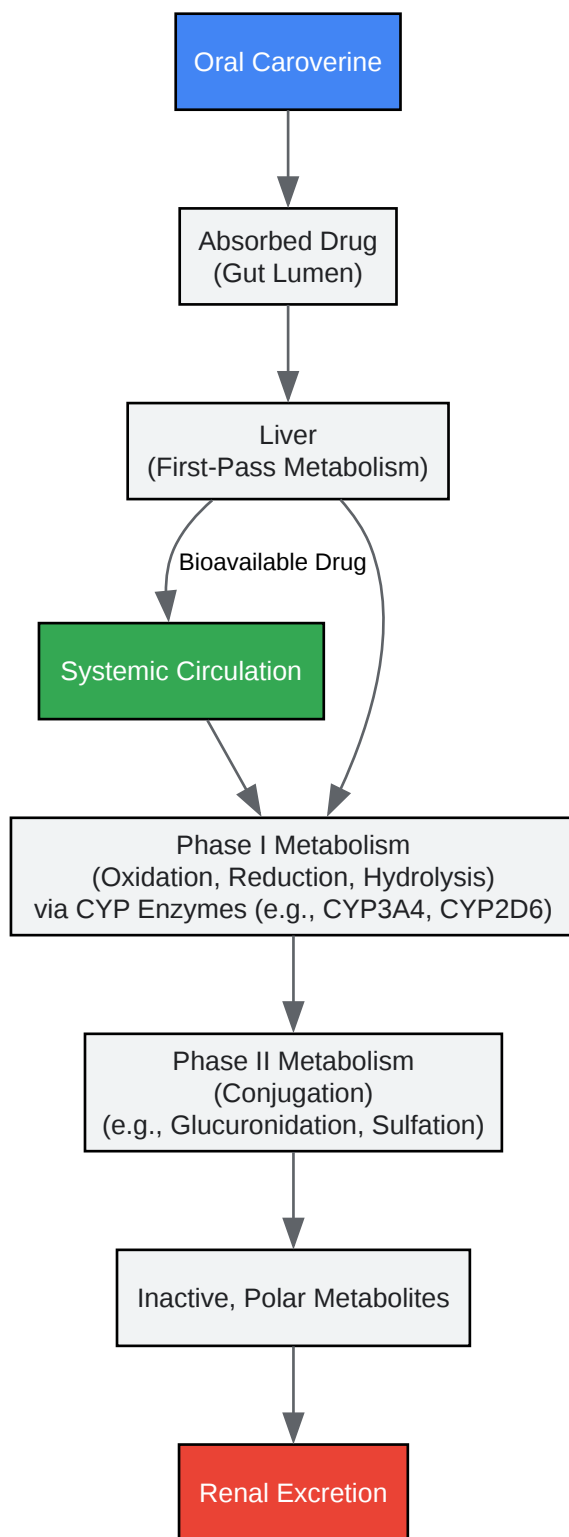 Oral Caroverine
Absorbed Drug
(Gut Lumen)
Liver
(First-Pass Metabolism)
Bioavailable Drug
Systemic Circulation
Phase I Metabolism
(Oxidation, Reduction, Hydrolysis)
via CYP Enzymes (e.g., CYP3A4, CYP2D6)
Phase II Metabolism
(Conjugation)
(e.g., Glucuronidation, Sulfation)
Inactive, Polar Metabolites
Renal Excretion